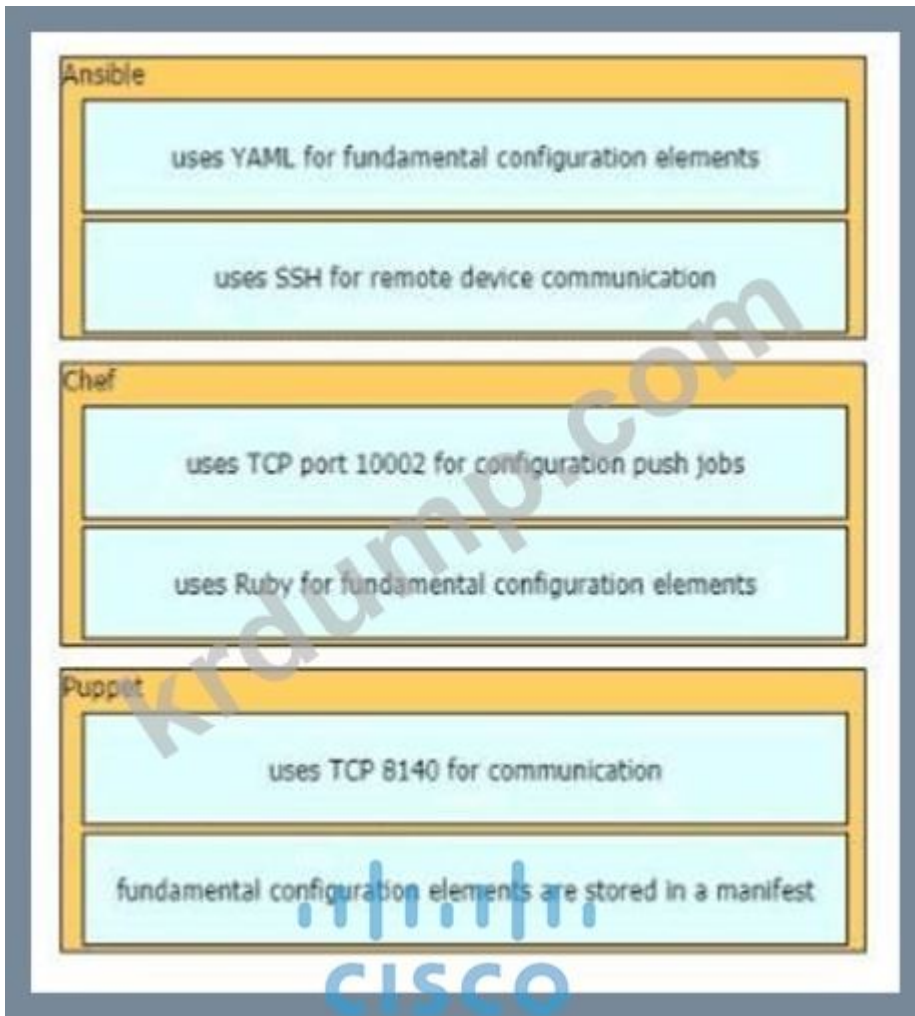 Ansible
uses YAML for fundamental configuration elements
uses SSH for remote device communication
Chef
uses TCP port 10002 for configuration push jobs
uses Ruby for fundamental configuration elements
Puppet
uses TCP 8140 for communication
fundamental configuration elements are stored in a manifest
krdump.com
CISCO